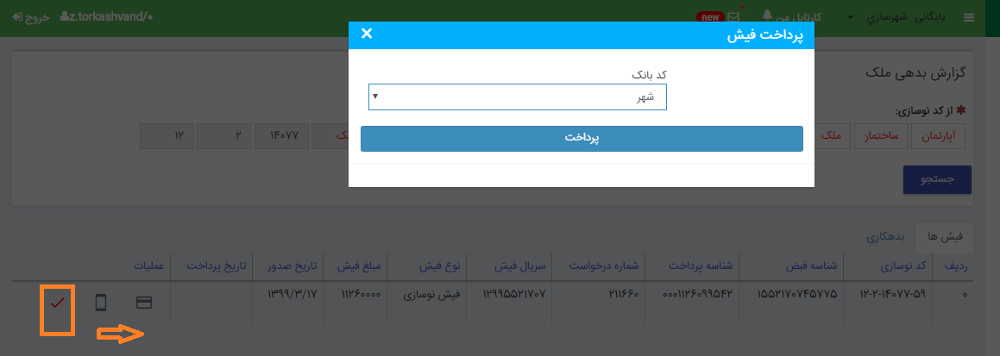 بایگانی شهرسازي کارتابل من new z.torkashvand/۰ خروج
پرداخت فیش ×
کد بانک
شهر
پرداخت
گزارش بدهی ملک
* از کد نوسازی:
آپارتمان ساختمان ملک ۱۴۰۷۷ ۲ ۱۲
جستجو
فیش ها بدهکاری
ردیف کد نوسازی شناسه قبض شناسه پرداخت شماره درخواست سریال فیش نوع فیش مبلغ فیش تاریخ صدور تاریخ پرداخت عملیات
۰ ۱۲-۲-۱۴۰۷۷-۵۹ ۱۵۵۲۱۷۰۷۴۵۷۷۵ ۰۰۰۱۱۲۶۰۹۹۵۴۲ ۲۱۱۶۶۰ ۱۲۹۹۵۵۲۱۷۰۷ فیش نوسازی ۱۱۲۶۰۰۰۰ ۱۳۹۹/۳/۱۷